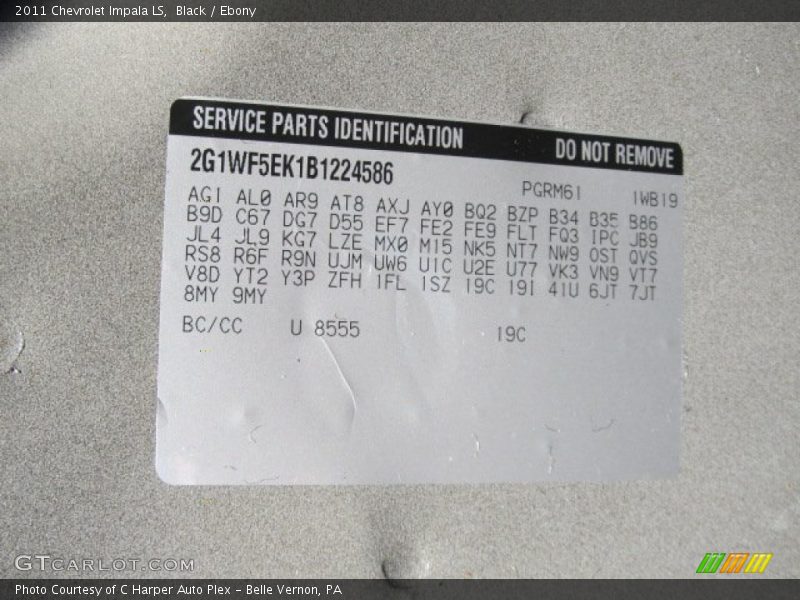 2011 Chevrolet Impala LS, Black / Ebony
SERVICE PARTS IDENTIFICATION DO NOT REMOVE
2G1WF5EK1B1224586 PGRM61 1WB19
AG1 AL0 AR9 AT8 AXJ AY0 BQ2 BZP B34 B35 B86
B9D C67 DG7 D55 EF7 FE2 FE9 FLT FQ3 IPC JB9
JL4 JL9 KG7 LZE MX0 M15 NK5 NT7 NW9 OST QVS
RS8 R6F R9N UJM UW6 U1C U2E U77 VK3 VN9 VT7
V8D YT2 Y3P ZFH 1FL 1SZ 19C 19I 41U 6JT 7JT
8MY 9MY
BC/CC U 8555 19C
GTCARLOT.COM
Photo Courtesy of C Harper Auto Plex - Belle Vernon, PA